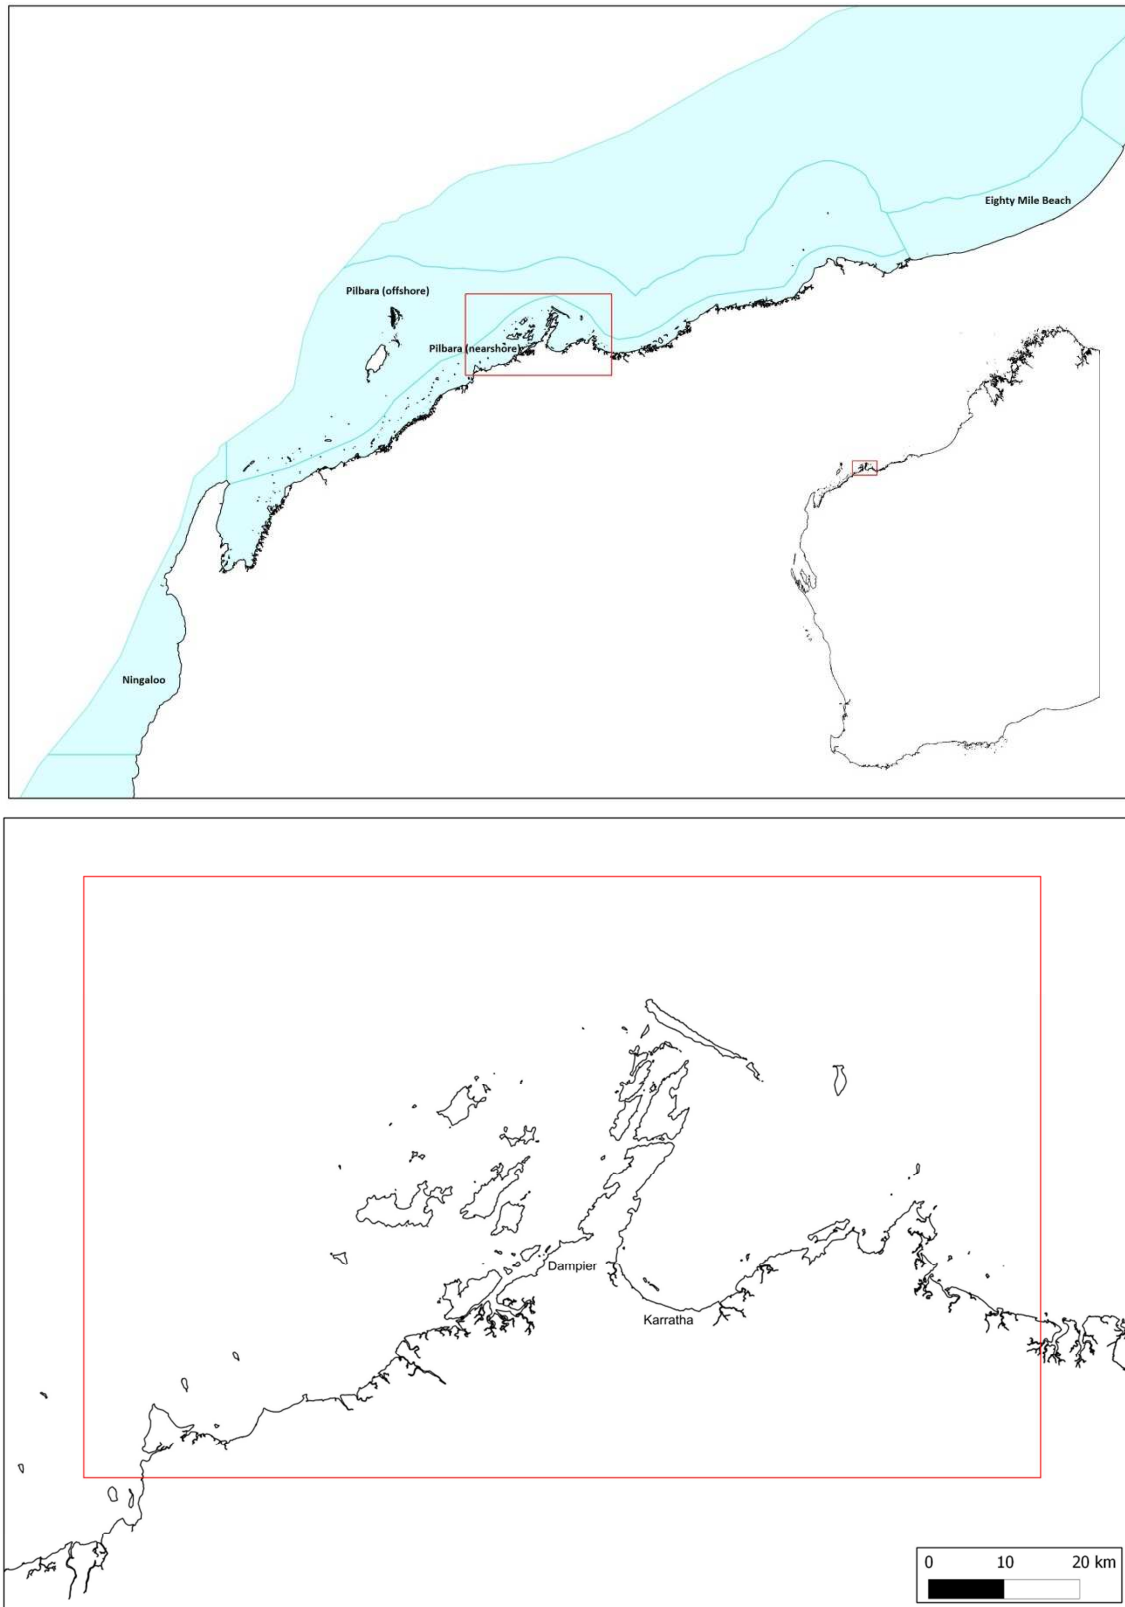 Eighty Mile Beach
Pilbara (offshore)
Pilbara (nearshore)
Ningaloo
Dampier
Karratha
0 10 20 km